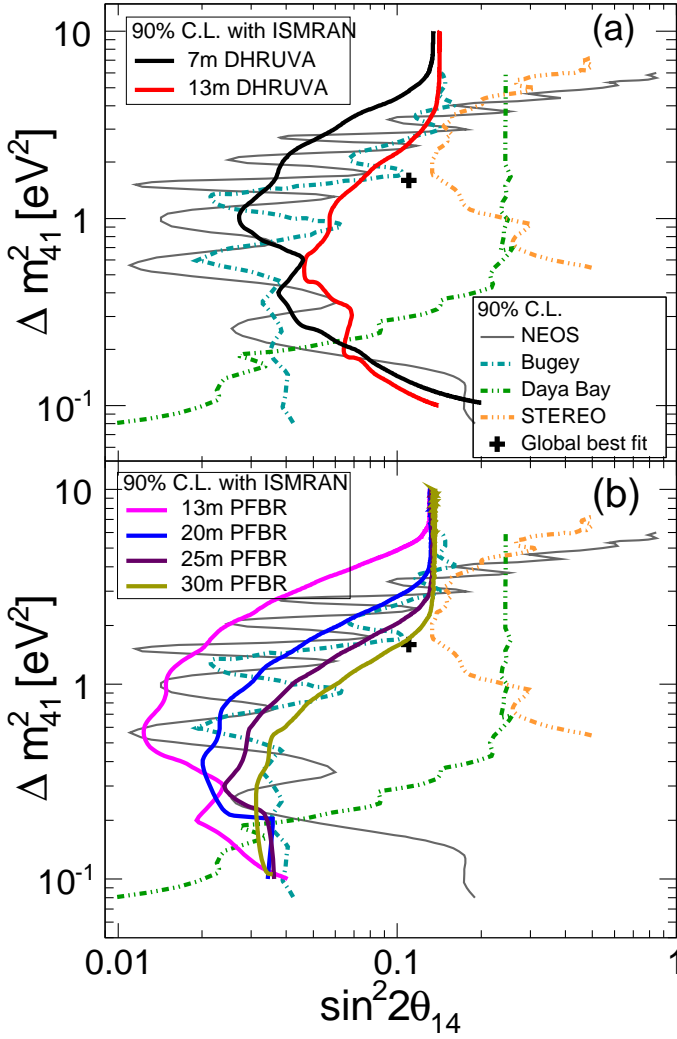 (a)
90% C.L. with ISMRAN
7m DHRUVA
13m DHRUVA
10
1
10⁻¹
Δ m²₄₁ [eV²]
90% C.L.
NEOS
Bugey
Daya Bay
STEREO
Global best fit
(b)
90% C.L. with ISMRAN
13m PFBR
20m PFBR
25m PFBR
30m PFBR
10
1
10⁻¹
Δ m²₄₁ [eV²]
0.01 0.1 1
sin²2θ₁₄